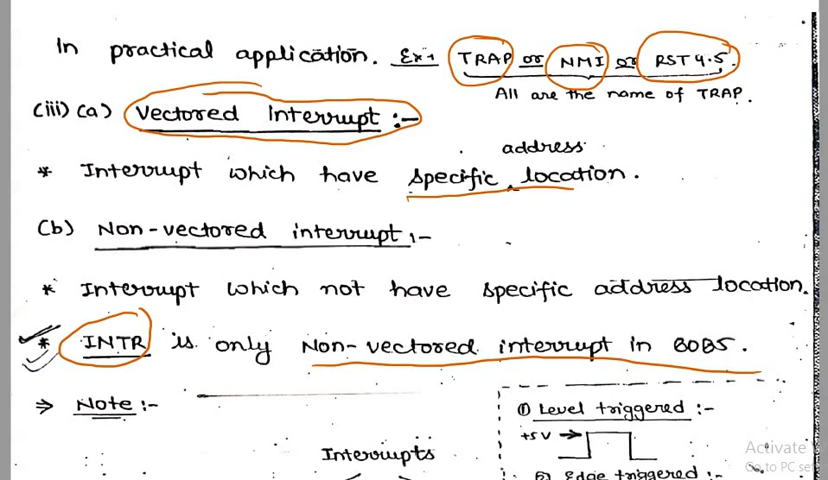 In practical application. Ex:- TRAP or NMI or RST 4.5.
All are the name of TRAP.
(iii) (a) Vectored Interrupt :-
* Interrupt which have specific address location.
(b) Non-vectored interrupt :-
* Interrupt which not have specific address location.
* INTR is only Non-vectored interrupt in 8085.
⇒ Note :-
① Level triggered :-
+5V →
Interrupts
② Edge triggered :-
Activate
Go to PC se